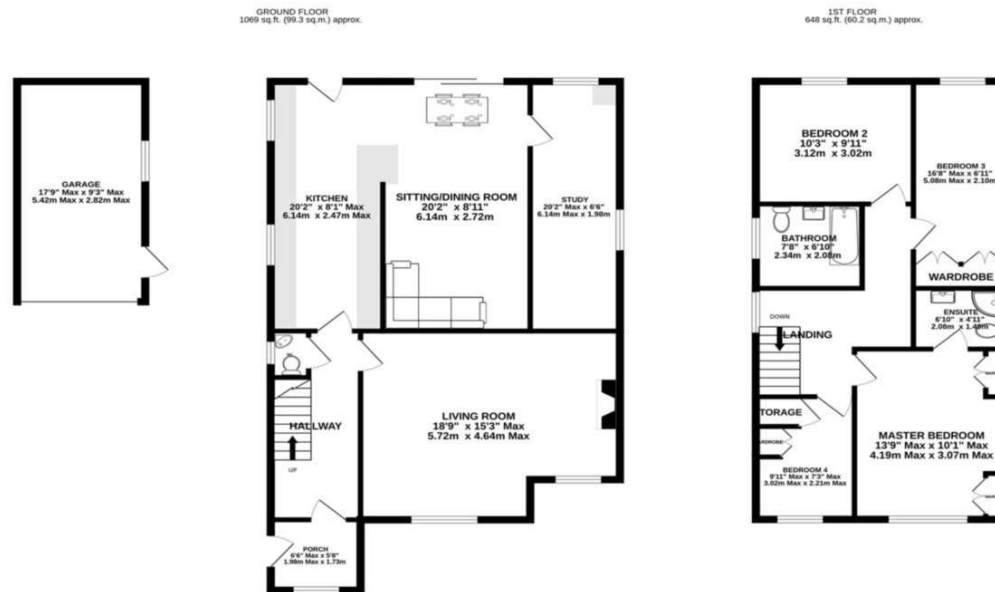 GROUND FLOOR
1069 sq.ft. (99.3 sq.m.) approx.
1ST FLOOR
648 sq.ft. (60.2 sq.m.) approx.
GARAGE
17'9" Max x 9'3" Max
5.42m Max x 2.82m Max
KITCHEN
20'2" x 8'1" Max
6.14m x 2.47m Max
SITTING/DINING ROOM
20'2" x 8'11"
6.14m x 2.72m
STUDY
20'2" Max x 6'6"
6.14m Max x 1.98m
HALLWAY
UP
LIVING ROOM
18'9" x 15'3" Max
5.72m x 4.64m Max
PORCH
6'6" Max x 5'8"
1.98m Max x 1.73m
BEDROOM 2
10'3" x 9'11"
3.12m x 3.02m
BEDROOM 3
16'8" Max x 6'11"
5.08m Max x 2.10m
BATHROOM
7'8" x 6'10"
2.34m x 2.08m
WARDROBE
ENSUITE
6'10" x 4'11"
2.08m x 1.49m
DOWN
LANDING
TORAGE
ARDROBE
BEDROOM 4
9'11" Max x 7'3" Max
3.02m Max x 2.21m Max
MASTER BEDROOM
13'9" Max x 10'1" Max
4.19m Max x 3.07m Max